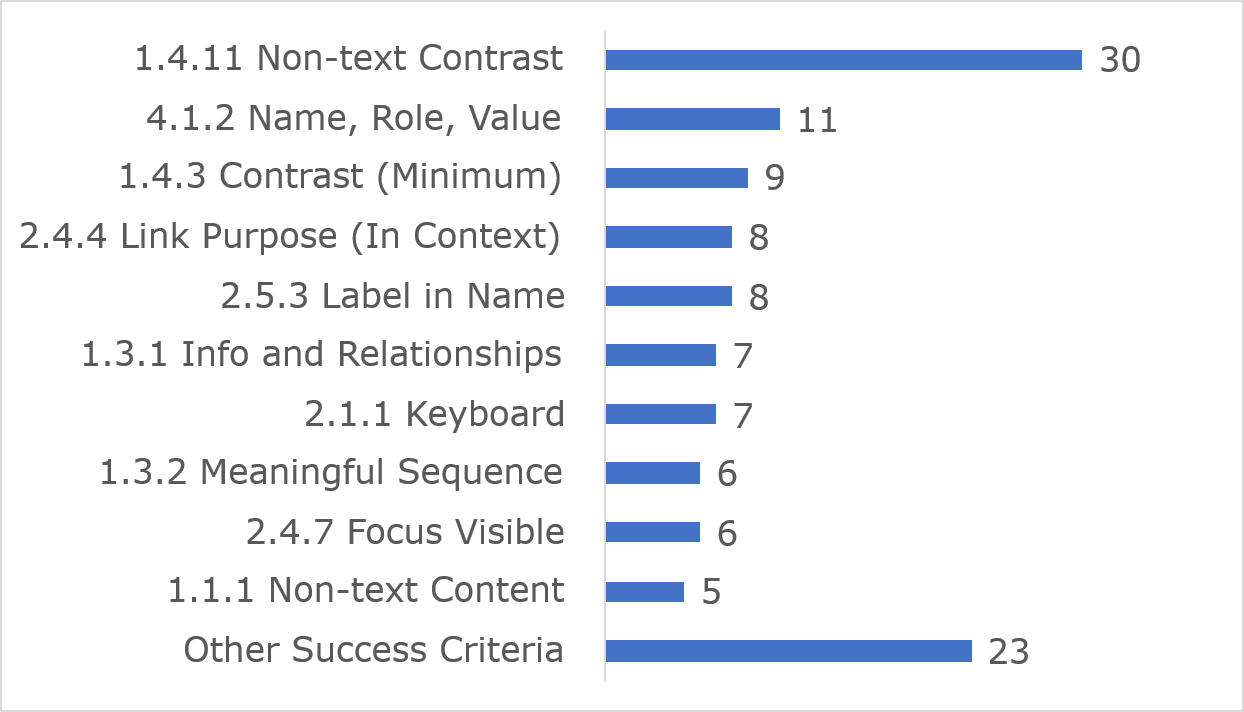 1.4.11 Non-text Contrast 30
4.1.2 Name, Role, Value 11
1.4.3 Contrast (Minimum) 9
2.4.4 Link Purpose (In Context) 8
2.5.3 Label in Name 8
1.3.1 Info and Relationships 7
2.1.1 Keyboard 7
1.3.2 Meaningful Sequence 6
2.4.7 Focus Visible 6
1.1.1 Non-text Content 5
Other Success Criteria 23